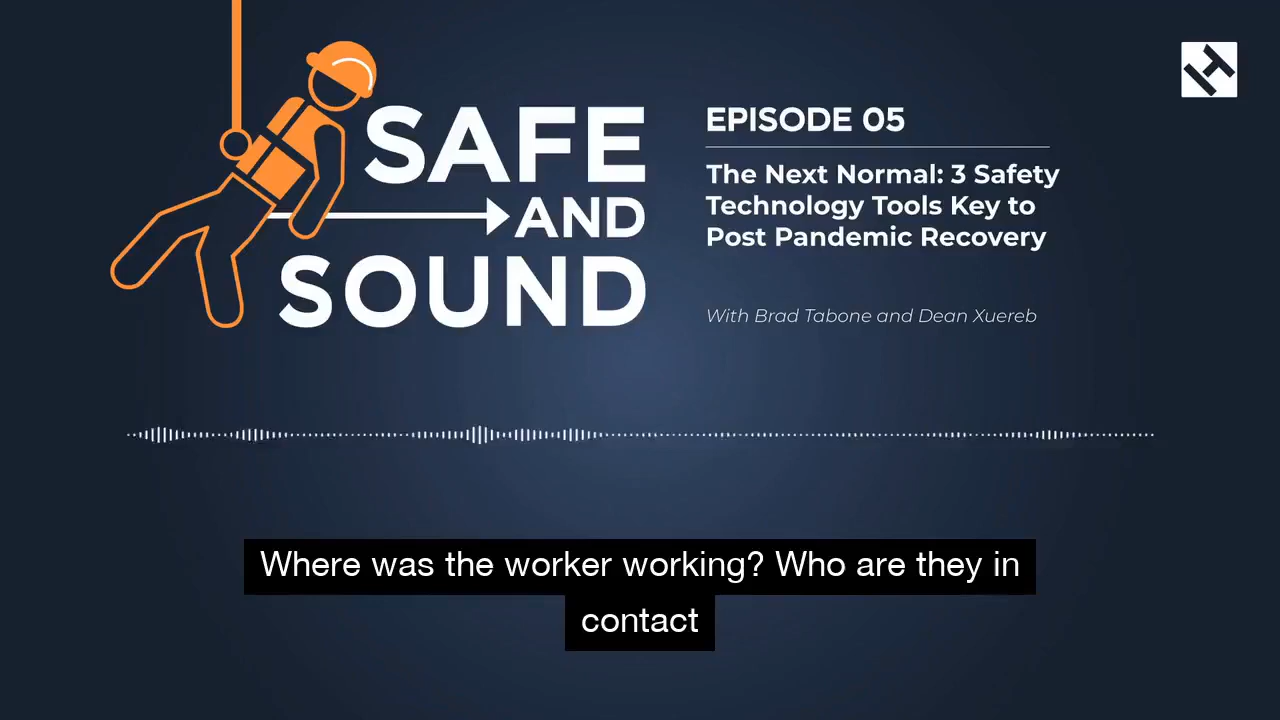 SAFE
AND
SOUND
EPISODE 05
The Next Normal: 3 Safety
Technology Tools Key to
Post Pandemic Recovery
With Brad Tabone and Dean Xuereb
Where was the worker working? Who are they in
contact